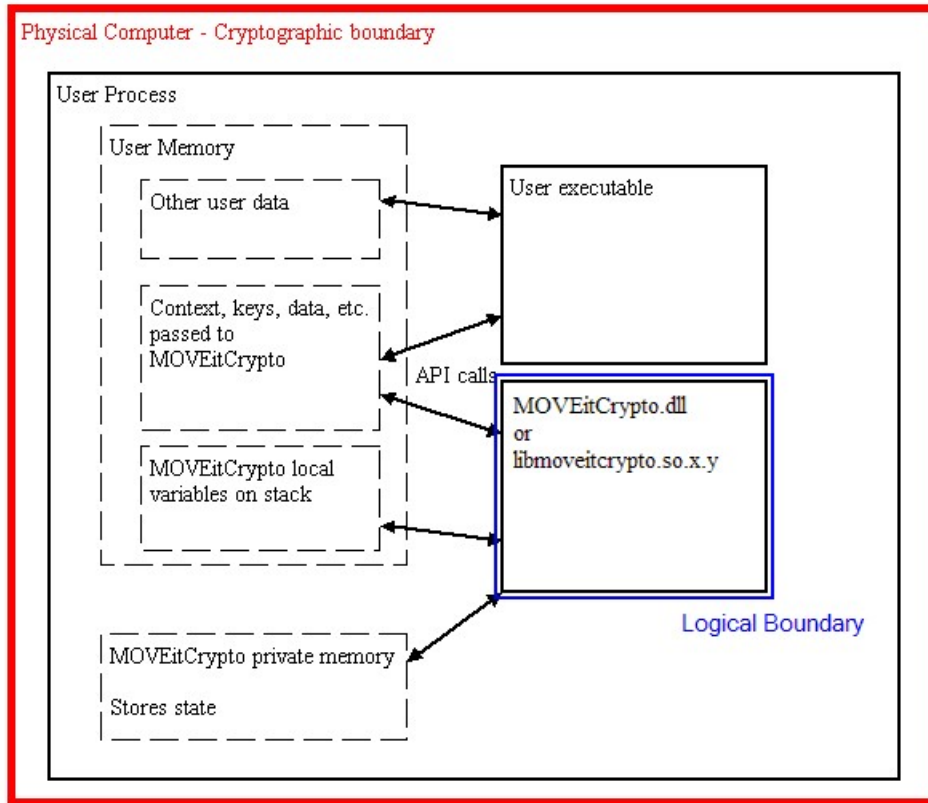 Physical Computer - Cryptographic boundary
User Process
User Memory
Other user data
User executable
Context, keys, data, etc.
passed to
MOVEitCrypto
API calls
MOVEitCrypto.dll
or
libmoveitcrypto.so.x.y
MOVEitCrypto local
variables on stack
Logical Boundary
MOVEitCrypto private memory
Stores state